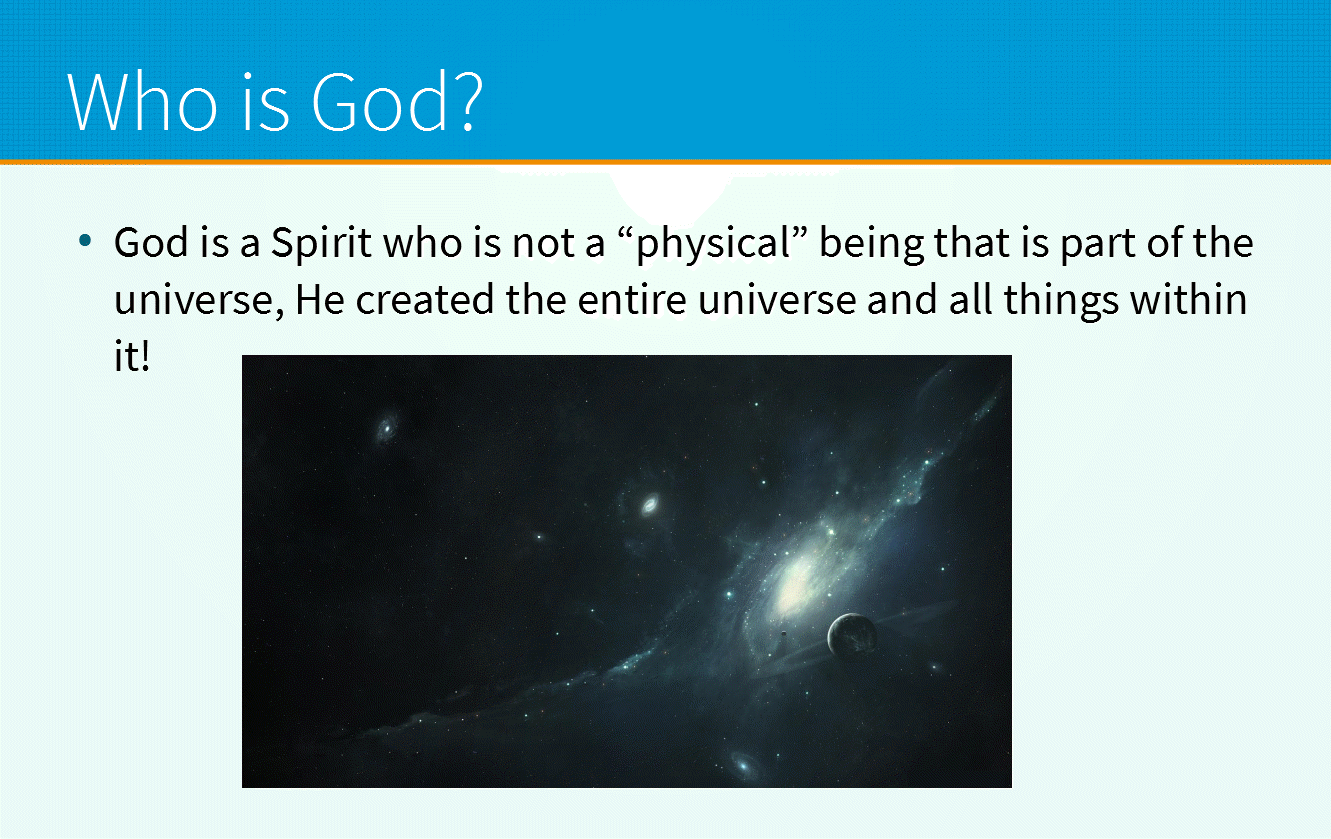 Who is God?
• God is a Spirit who is not a “physical” being that is part of the
universe, He created the entire universe and all things within
it!